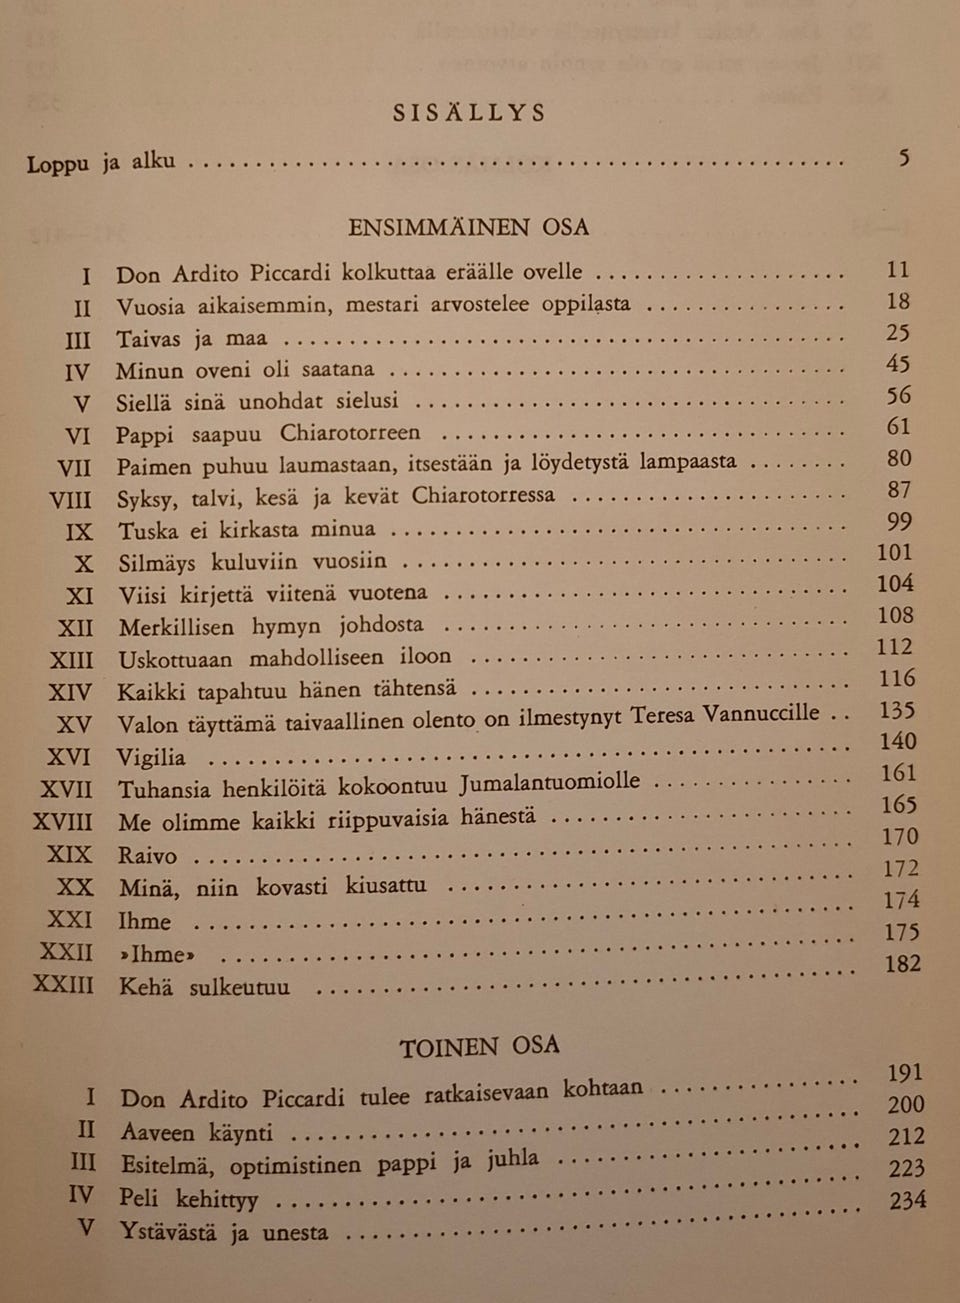 SISÄLLYS
Loppu ja alku . . . . . . . . . . . . . . . . . . . . . . . . . . . . . . . . . . . . . . . . . . . . . . . . . . 5
ENSIMMÄINEN OSA
I Don Ardito Piccardi kolkuttaa eräälle ovelle . . . . . . . . . . . . . . . . . . . 11
II Vuosia aikaisemmin, mestari arvostelee oppilasta . . . . . . . . . . . . . . . 18
III Taivas ja maa . . . . . . . . . . . . . . . . . . . . . . . . . . . . . . . . . . . . . . . . . . 25
IV Minun oveni oli saatana . . . . . . . . . . . . . . . . . . . . . . . . . . . . . . . . . . 45
V Siellä sinä unohdat sielusi . . . . . . . . . . . . . . . . . . . . . . . . . . . . . . . . 56
VI Pappi saapuu Chiarotorreen . . . . . . . . . . . . . . . . . . . . . . . . . . . . . . 61
VII Paimen puhuu laumastaan, itsestään ja löydetystä lampaasta . . . . . . . . 80
VIII Syksy, talvi, kesä ja kevät Chiarotorressa . . . . . . . . . . . . . . . . . . . . . 87
IX Tuska ei kirkasta minua . . . . . . . . . . . . . . . . . . . . . . . . . . . . . . . . . . 99
X Silmäys kuluviin vuosiin . . . . . . . . . . . . . . . . . . . . . . . . . . . . . . . . . 101
XI Viisi kirjettä viitenä vuotena . . . . . . . . . . . . . . . . . . . . . . . . . . . . . . 104
XII Merkillisen hymyn johdosta . . . . . . . . . . . . . . . . . . . . . . . . . . . . . . 108
XIII Uskottuaan mahdolliseen iloon . . . . . . . . . . . . . . . . . . . . . . . . . . . . 112
XIV Kaikki tapahtuu hänen tähtensä . . . . . . . . . . . . . . . . . . . . . . . . . . . . 116
XV Valon täyttämä taivaallinen olento on ilmestynyt Teresa Vannuccille . . 135
XVI Vigilia . . . . . . . . . . . . . . . . . . . . . . . . . . . . . . . . . . . . . . . . . . . . . . . . 140
XVII Tuhansia henkilöitä kokoontuu Jumalantuomiolle . . . . . . . . . . . . . . . 161
XVIII Me olimme kaikki riippuvaisia hänestä . . . . . . . . . . . . . . . . . . . . . . . 165
XIX Raivo . . . . . . . . . . . . . . . . . . . . . . . . . . . . . . . . . . . . . . . . . . . . . . . . . 170
XX Minä, niin kovasti kiusattu . . . . . . . . . . . . . . . . . . . . . . . . . . . . . . 172
XXI Ihme . . . . . . . . . . . . . . . . . . . . . . . . . . . . . . . . . . . . . . . . . . . . . . . . . 174
XXII »Ihme» . . . . . . . . . . . . . . . . . . . . . . . . . . . . . . . . . . . . . . . . . . . . . . . 175
XXIII Kehä sulkeutuu . . . . . . . . . . . . . . . . . . . . . . . . . . . . . . . . . . . . . . . . 182
TOINEN OSA
I Don Ardito Piccardi tulee ratkaisevaan kohtaan . . . . . . . . . . . . . . . 191
II Aaveen käynti . . . . . . . . . . . . . . . . . . . . . . . . . . . . . . . . . . . . . . . . . . 200
III Esitelmä, optimistinen pappi ja juhla . . . . . . . . . . . . . . . . . . . . . . . 212
IV Peli kehittyy . . . . . . . . . . . . . . . . . . . . . . . . . . . . . . . . . . . . . . . . . . . 223
V Ystävästä ja unesta . . . . . . . . . . . . . . . . . . . . . . . . . . . . . . . . . . . . . . 234